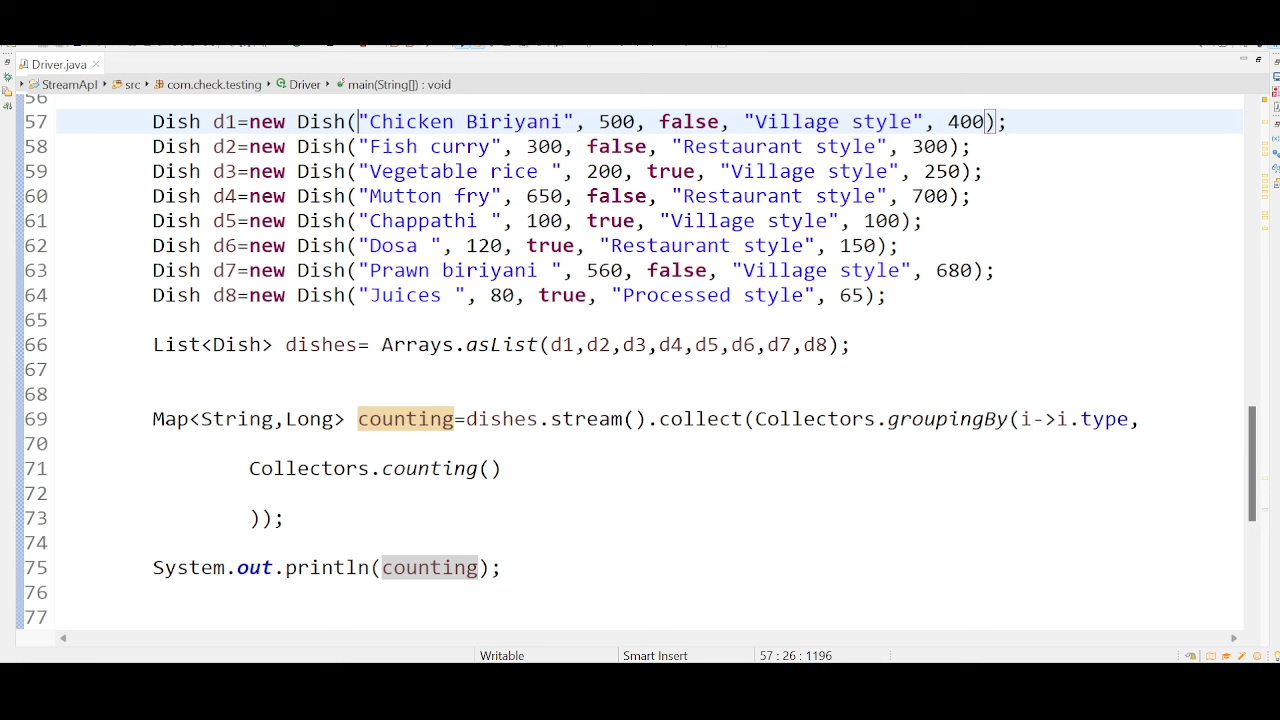 Driver.java
StreamApI src com.check.testing Driver main(String[]) : void
56
57 Dish d1=new Dish("Chicken Biriyani", 500, false, "Village style", 400);
58 Dish d2=new Dish("Fish curry", 300, false, "Restaurant style", 300);
59 Dish d3=new Dish("Vegetable rice ", 200, true, "Village style", 250);
60 Dish d4=new Dish("Mutton fry", 650, false, "Restaurant style", 700);
61 Dish d5=new Dish("Chappathi ", 100, true, "Village style", 100);
62 Dish d6=new Dish("Dosa ", 120, true, "Restaurant style", 150);
63 Dish d7=new Dish("Prawn biriyani ", 560, false, "Village style", 680);
64 Dish d8=new Dish("Juices ", 80, true, "Processed style", 65);
65
66 List<Dish> dishes= Arrays.asList(d1,d2,d3,d4,d5,d6,d7,d8);
67
68
69 Map<String,Long> counting=dishes.stream().collect(Collectors.groupingBy(i->i.type,
70
71 Collectors.counting()
72
73 ));
74
75 System.out.println(counting);
76
77
Writable Smart Insert 57 : 26 : 1196